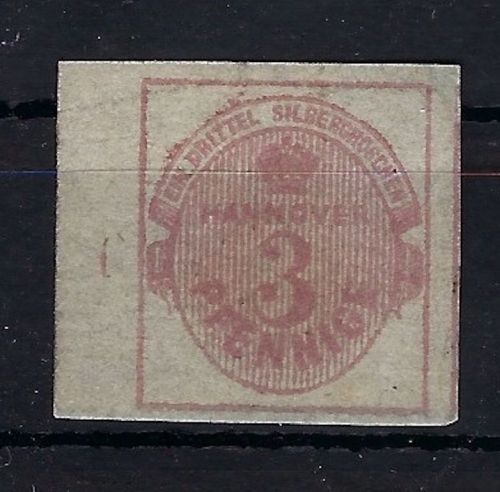 EIN DRITTEL SILBERGROSCHEN
HANNOVER
3
PFENNIGE